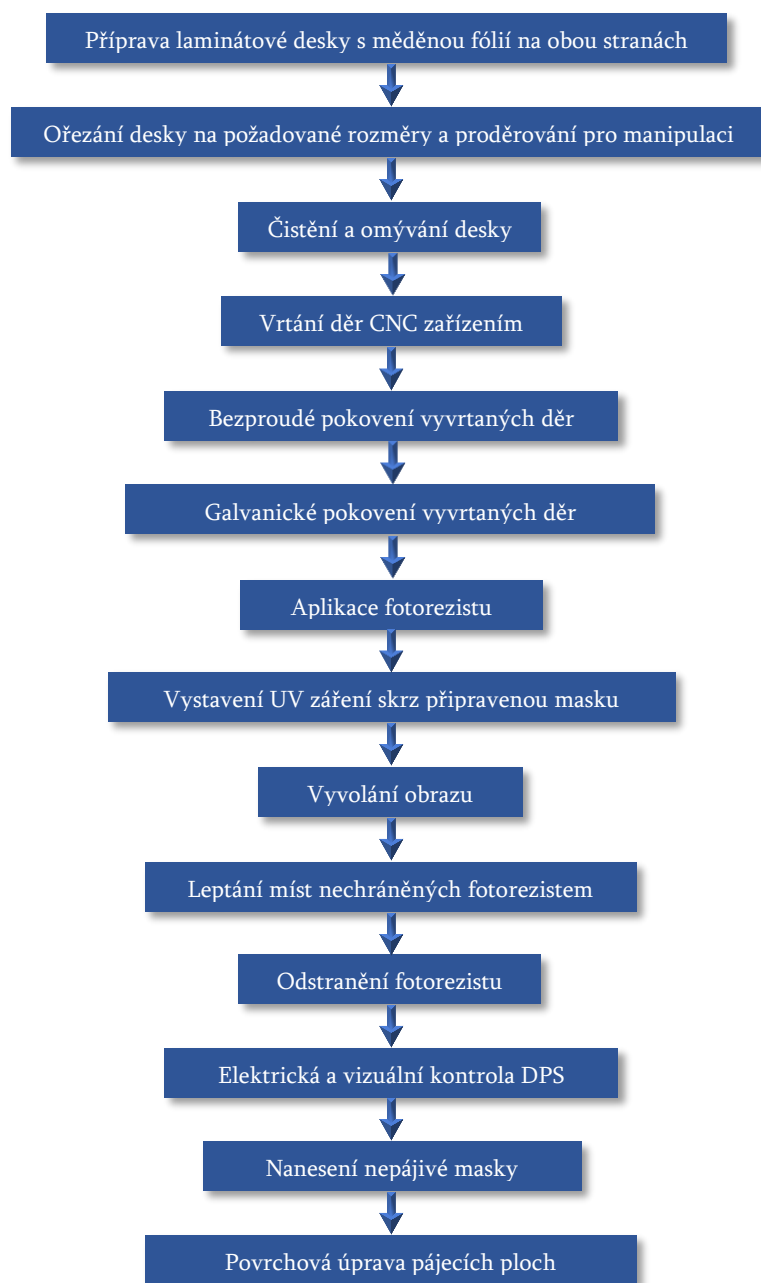 Příprava laminátové desky s měděnou fólií na obou stranách
Ořezání desky na požadované rozměry a proděrování pro manipulaci
Čistění a omývání desky
Vrtání děr CNC zařízením
Bezproudé pokovení vyvrtaných děr
Galvanické pokovení vyvrtaných děr
Aplikace fotorezistu
Vystavení UV záření skrz připravenou masku
Vyvolání obrazu
Leptání míst nechráněných fotorezistem
Odstranění fotorezistu
Elektrická a vizuální kontrola DPS
Nanesení nepájivé masky
Povrchová úprava pájecích ploch